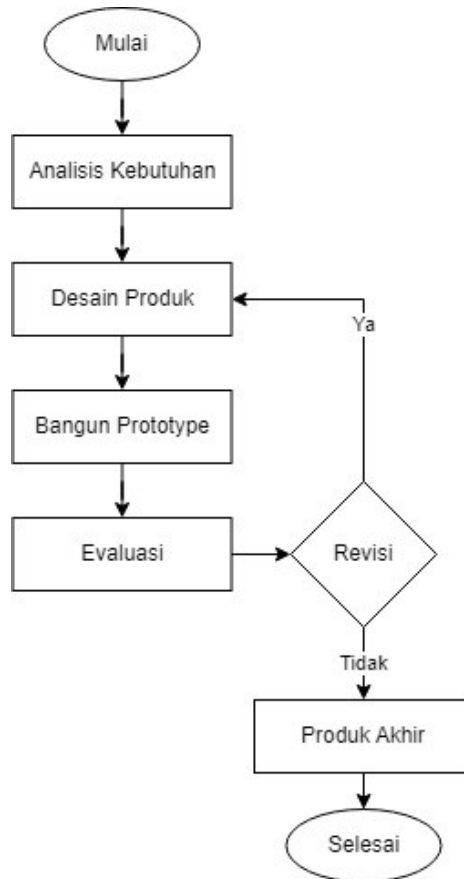 Mulai
Analisis Kebutuhan
Desain Produk
Ya
Bangun Prototype
Evaluasi
Revisi
Tidak
Produk Akhir
Selesai